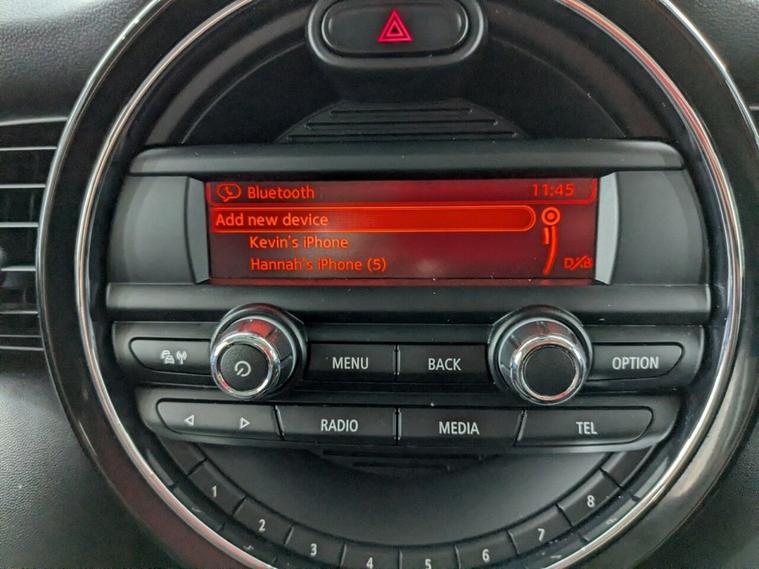 Bluetooth 11:45
Add new device
Kevin's iPhone
Hannah's iPhone (5)
MENU BACK OPTION
RADIO MEDIA TEL
1 2 3 4 5 6 7 8